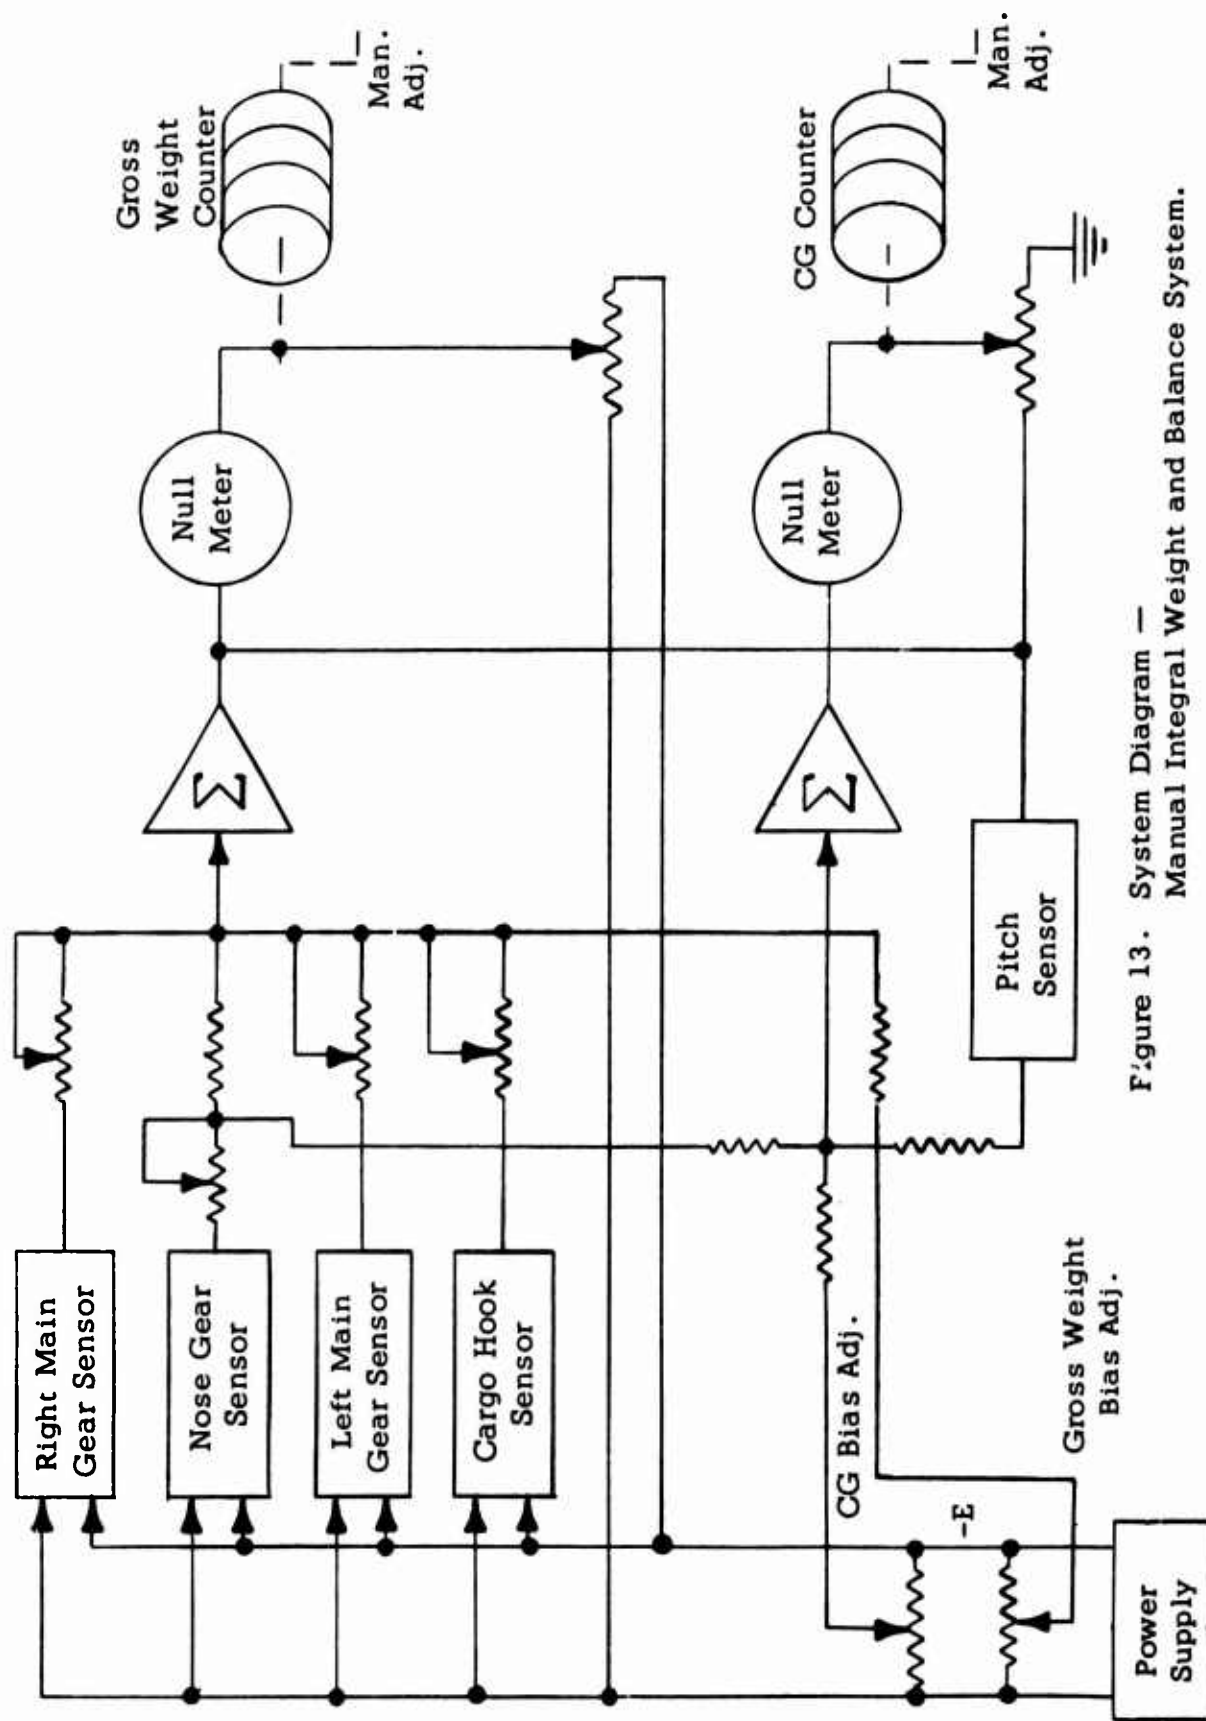 Right Main
Gear Sensor
Nose Gear
Sensor
Left Main
Gear Sensor
Cargo Hook
Sensor
Σ
Null
Meter
Gross
Weight
Counter
Man.
Adj.
CG Bias Adj.
Σ
Null
Meter
CG Counter
Man.
Adj.
-E
Gross Weight
Bias Adj.
Pitch
Sensor
Power
Supply
Figure 13. System Diagram —
Manual Integral Weight and Balance System.